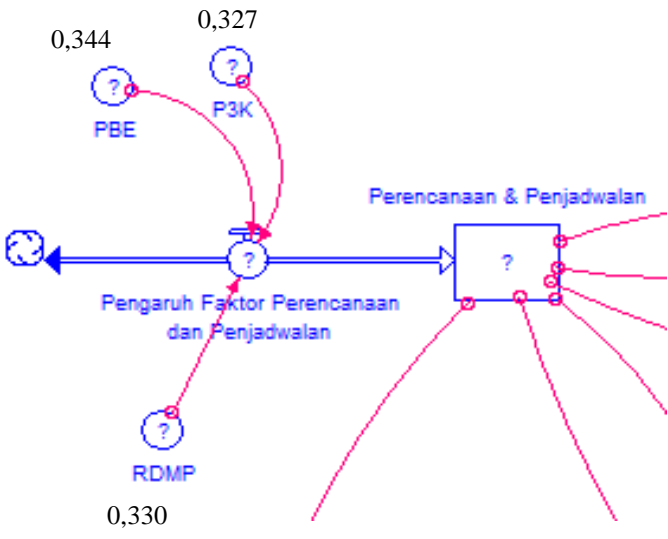 0,327
0,344
?
?
P3K
PBE
Perencanaan & Penjadwalan
?
?
Pengaruh Faktor Perencanaan
dan Penjadwalan
?
RDMP
0,330